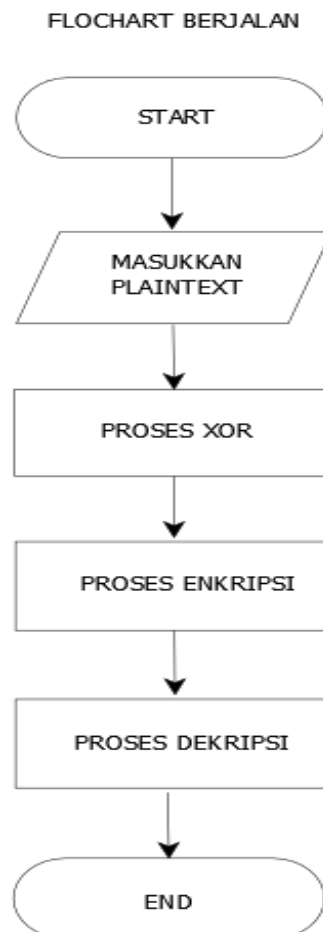 FLOCHART BERJALAN
START
MASUKKAN
PLAINTEXT
PROSES XOR
PROSES ENKRIPSI
PROSES DEKRIPSI
END